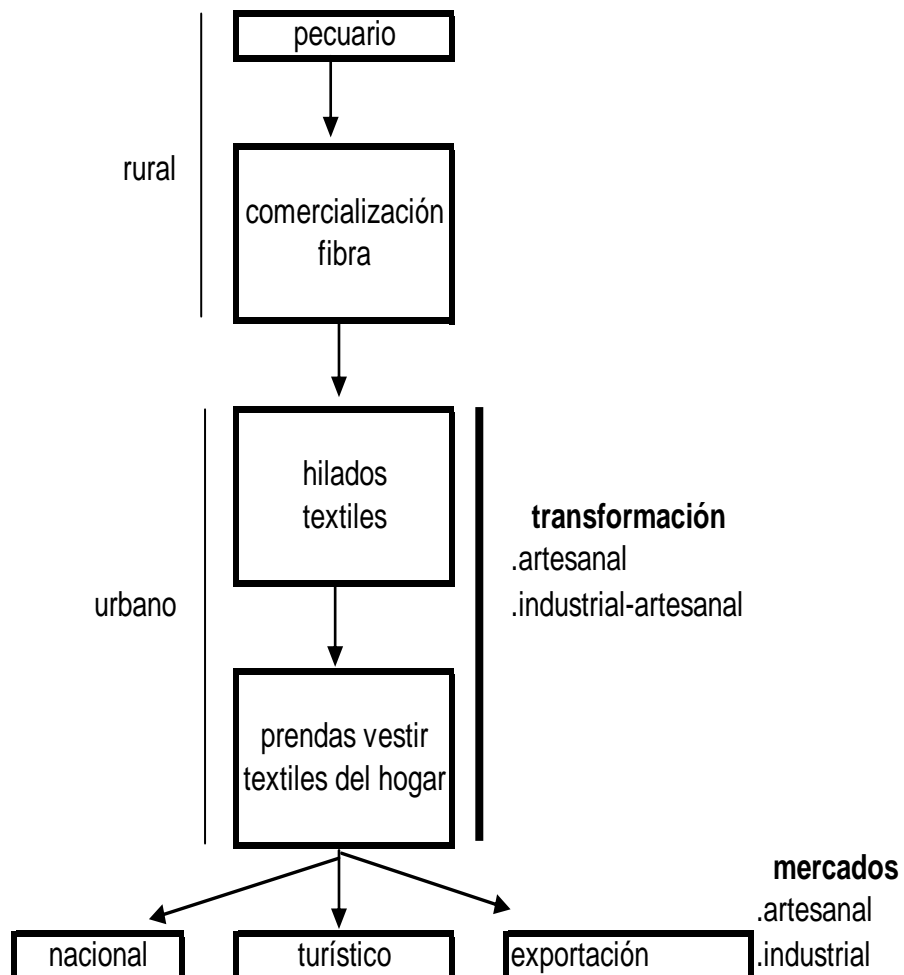 pecuario
rural
comercialización
fibra
hilados
textiles
transformación
.artesanal
.industrial-artesanal
urbano
prendas vestir
textiles del hogar
mercados
.artesanal
nacional
turístico
exportación
.industrial